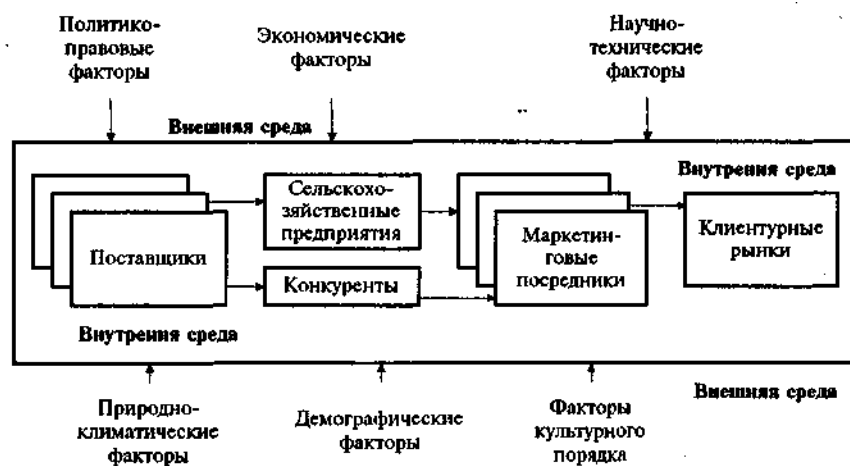 Политико-
правовые
факторы
Экономические
факторы
Научно-
технические
факторы
Внешняя среда
Внутренняя среда
Поставщики
Сельскохо-
зяйственные
предприятия
Конкуренты
Маркетин-
говые
посредники
Клиентурные
рынки
Внутренняя среда
Внешняя среда
Природно-
климатические
факторы
Демографические
факторы
Факторы
культурного
порядка